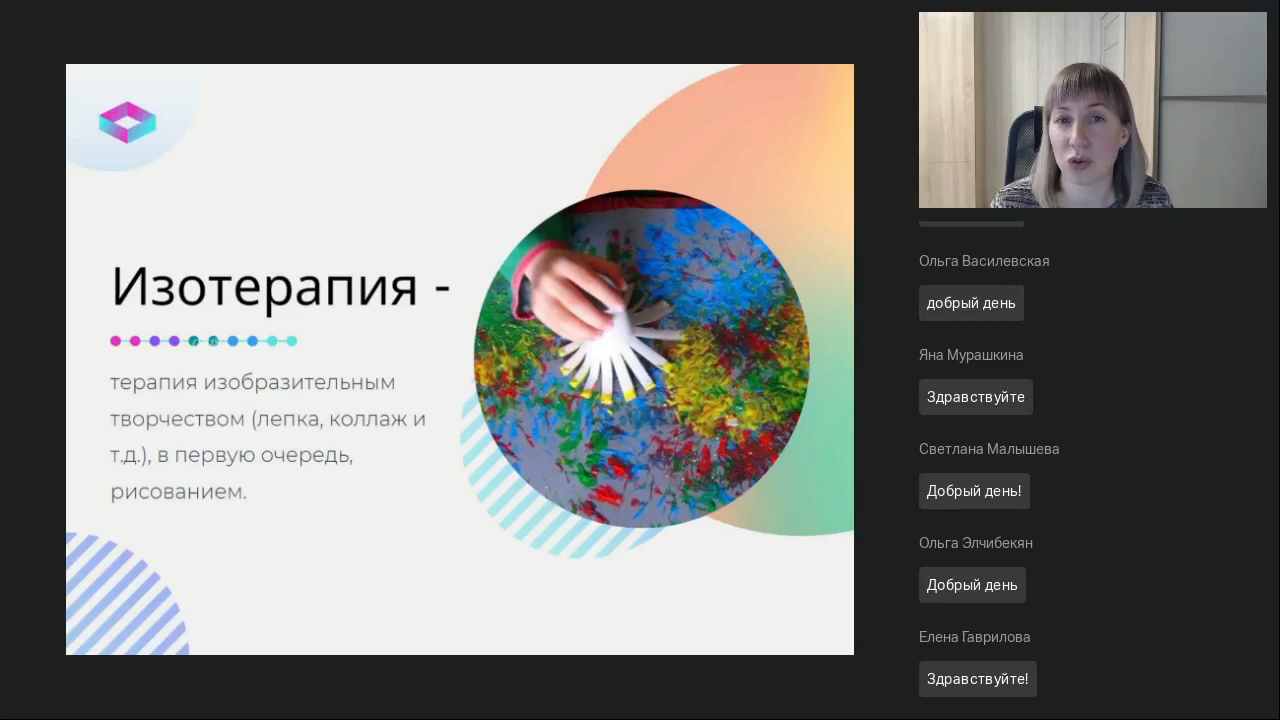 Изотерапия -
терапия изобразительным
творчеством (лепка, коллаж и
т.д.), в первую очередь,
рисованием.
Ольга Василевская
добрый день
Яна Мурашкина
Здравствуйте
Светлана Малышева
Добрый день!
Ольга Элчибекян
Добрый день
Елена Гаврилова
Здравствуйте!